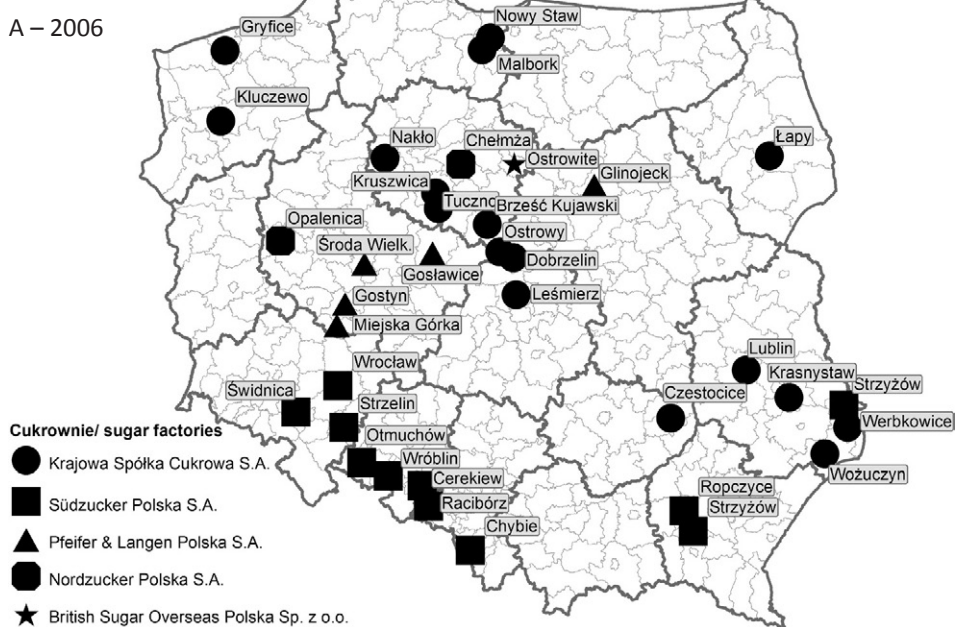 A – 2006
Gryfice
Nowy Staw
Malbork
Kluczewo
Łapy
Nakło
Chełmża
Ostrowite
Glinojeck
Kruszwica
Tuczno
Brześć Kujawski
Opalenica
Środa Wielk.
Ostrowy
Gosławice
Dobrzelin
Gostyn
Leśmierz
Miejska Górka
Lublin
Wrocław
Krasnystaw
Świdnica
Strzyżów
Strzelin
Czestocice
Werbkowice
Otmuchów
Wróblin
Wożuczyn
Cerekiew
Ropczyce
Racibórz
Strzyżów
Chybie
Cukrownie/ sugar factories
Krajowa Spółka Cukrowa S.A.
Südzucker Polska S.A.
Pfeifer & Langen Polska S.A.
Nordzucker Polska S.A.
British Sugar Overseas Polska Sp. z o.o.